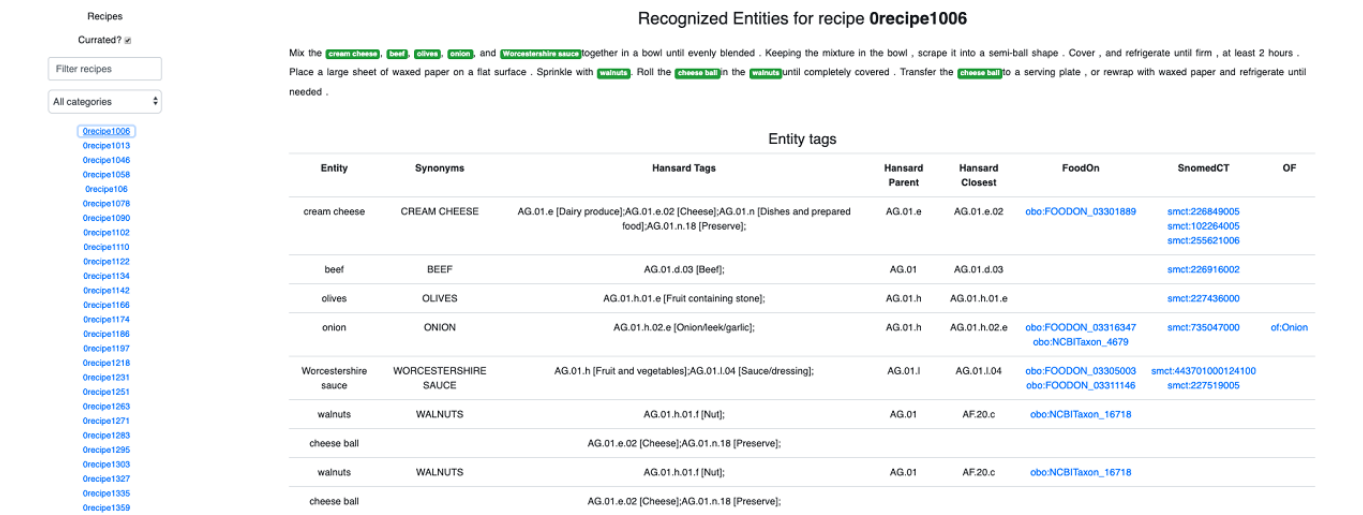 Recipes
Currated?
Filter recipes
All categories
0recipe1006
0recipe1013
0recipe1046
0recipe1058
0recipe106
0recipe1078
0recipe1090
0recipe1102
0recipe1110
0recipe1122
0recipe1134
0recipe1142
0recipe1166
0recipe1174
0recipe1186
0recipe1197
0recipe1218
0recipe1231
0recipe1251
0recipe1263
0recipe1271
0recipe1283
0recipe1295
0recipe1303
0recipe1327
0recipe1335
0recipe1359
Recognized Entities for recipe 0recipe1006
Mix the cream cheese, beef, olives, onion, and Worcestershire sauce together in a bowl until evenly blended . Keeping the mixture in the bowl , scrape it into a semi-ball shape . Cover , and refrigerate until firm , at least 2 hours .
Place a large sheet of waxed paper on a flat surface . Sprinkle with walnuts. Roll the cheese ball in the walnuts until completely covered . Transfer the cheese ball to a serving plate , or rewrap with waxed paper and refrigerate until
needed .
Entity tags
Entity Synonyms Hansard Tags Hansard Parent Hansard Closest FoodOn SnomedCT OF
cream cheese CREAM CHEESE AG.01.e [Dairy produce];AG.01.e.02 [Cheese];AG.01.n [Dishes and prepared AG.01.e AG.01.e.02 obo:FOODON_03301889 smct:226849005
food];AG.01.n.18 [Preserve]; smct:102264005
smct:255621006
beef BEEF AG.01.d.03 [Beef]; AG.01 AG.01.d.03 smct:226916002
olives OLIVES AG.01.h.01.e [Fruit containing stone]; AG.01.h AG.01.h.01.e smct:227436000
onion ONION AG.01.h.02.e [Onion/leek/garlic]; AG.01.h AG.01.h.02.e obo:FOODON_03316347 smct:735047000 of:Onion
obo:NCBITaxon_4679
Worcestershire WORCESTERSHIRE AG.01.h [Fruit and vegetables];AG.01.l.04 [Sauce/dressing]; AG.01.l AG.01.l.04 obo:FOODON_03305003 smct:443701000124100
sauce SAUCE obo:FOODON_03311146 smct:227519005
walnuts WALNUTS AG.01.h.01.f [Nut]; AG.01 AF.20.c obo:NCBITaxon_16718
cheese ball AG.01.e.02 [Cheese];AG.01.n.18 [Preserve];
walnuts WALNUTS AG.01.h.01.f [Nut]; AG.01 AF.20.c obo:NCBITaxon_16718
cheese ball AG.01.e.02 [Cheese];AG.01.n.18 [Preserve];